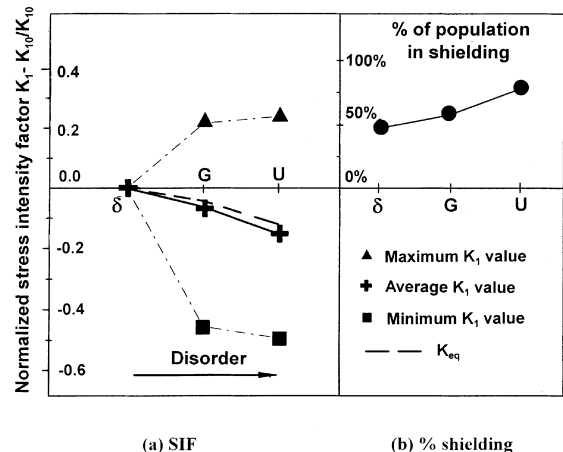 Normalized stress intensity factor K1- K10/K10
0.4
0.2
0.0
-0.2
-0.4
-0.6
δ
G
U
Disorder
% of population
in shielding
100%
50%
0%
δ
G
U
Maximum K1 value
Average K1 value
Minimum K1 value
Keq
(a) SIF
(b) % shielding